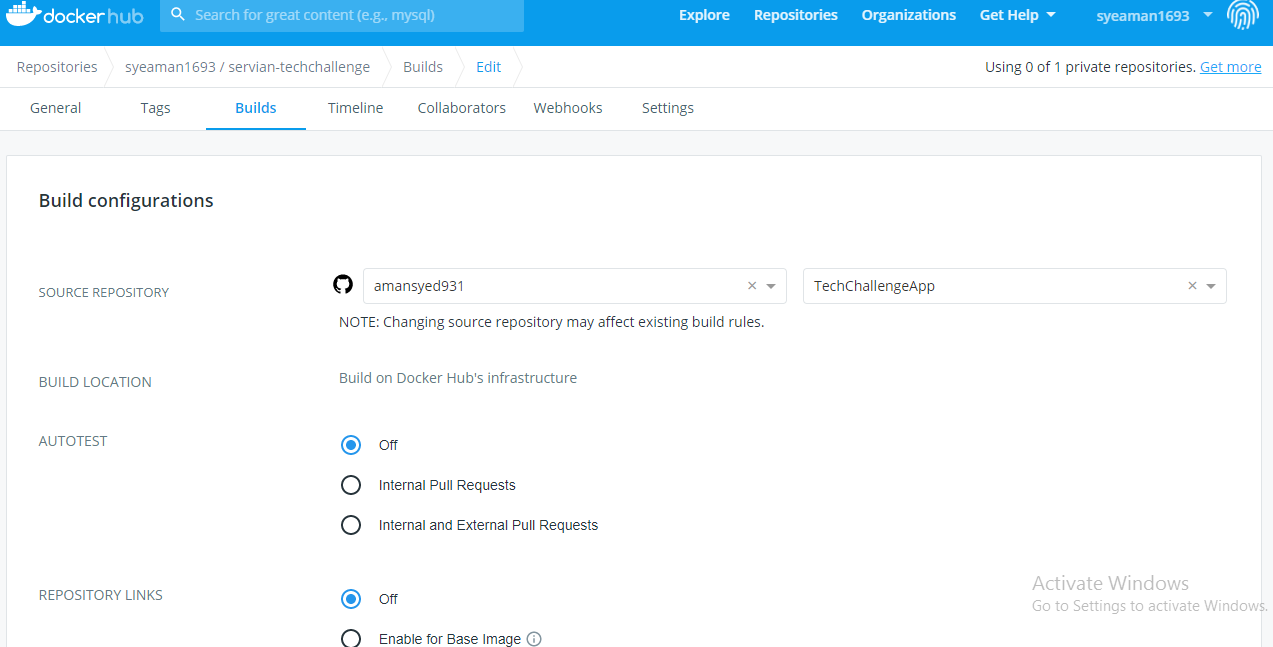 docker hub Search for great content (e.g., mysql) Explore Repositories Organizations Get Help syeaman1693
Repositories syeaman1693 / servian-techchallenge Builds Edit Using 0 of 1 private repositories. Get more
General Tags Builds Timeline Collaborators Webhooks Settings
Build configurations
SOURCE REPOSITORY amansyed931 × TechChallengeApp ×
NOTE: Changing source repository may affect existing build rules.
BUILD LOCATION Build on Docker Hub's infrastructure
AUTOTEST Off
Internal Pull Requests
Internal and External Pull Requests
Activate Windows
Go to Settings to activate Windows.
REPOSITORY LINKS Off
Enable for Base Image